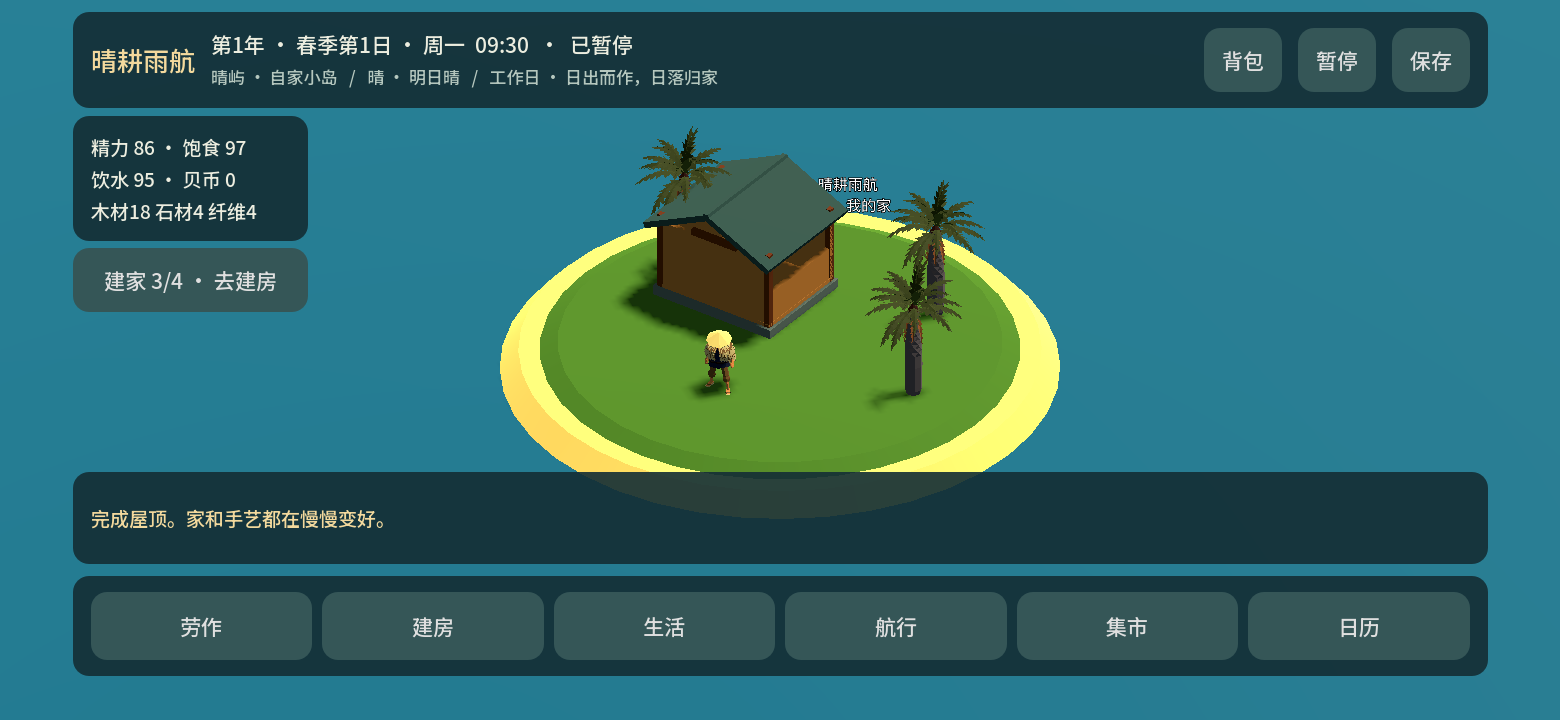 晴耕雨航
第1年 · 春季第1日 · 周一 09:30 · 已暂停
晴屿 · 自家小岛 / 晴 · 明日晴 / 工作日 · 日出而作，日落归家
背包
暂停
保存
精力 86 · 饱食 97
饮水 95 · 贝币 0
木材18 石材4 纤维4
建家 3/4 · 去建房
晴耕雨航
我的家
完成屋顶。家和手艺都在慢慢变好。
劳作
建房
生活
航行
集市
日历